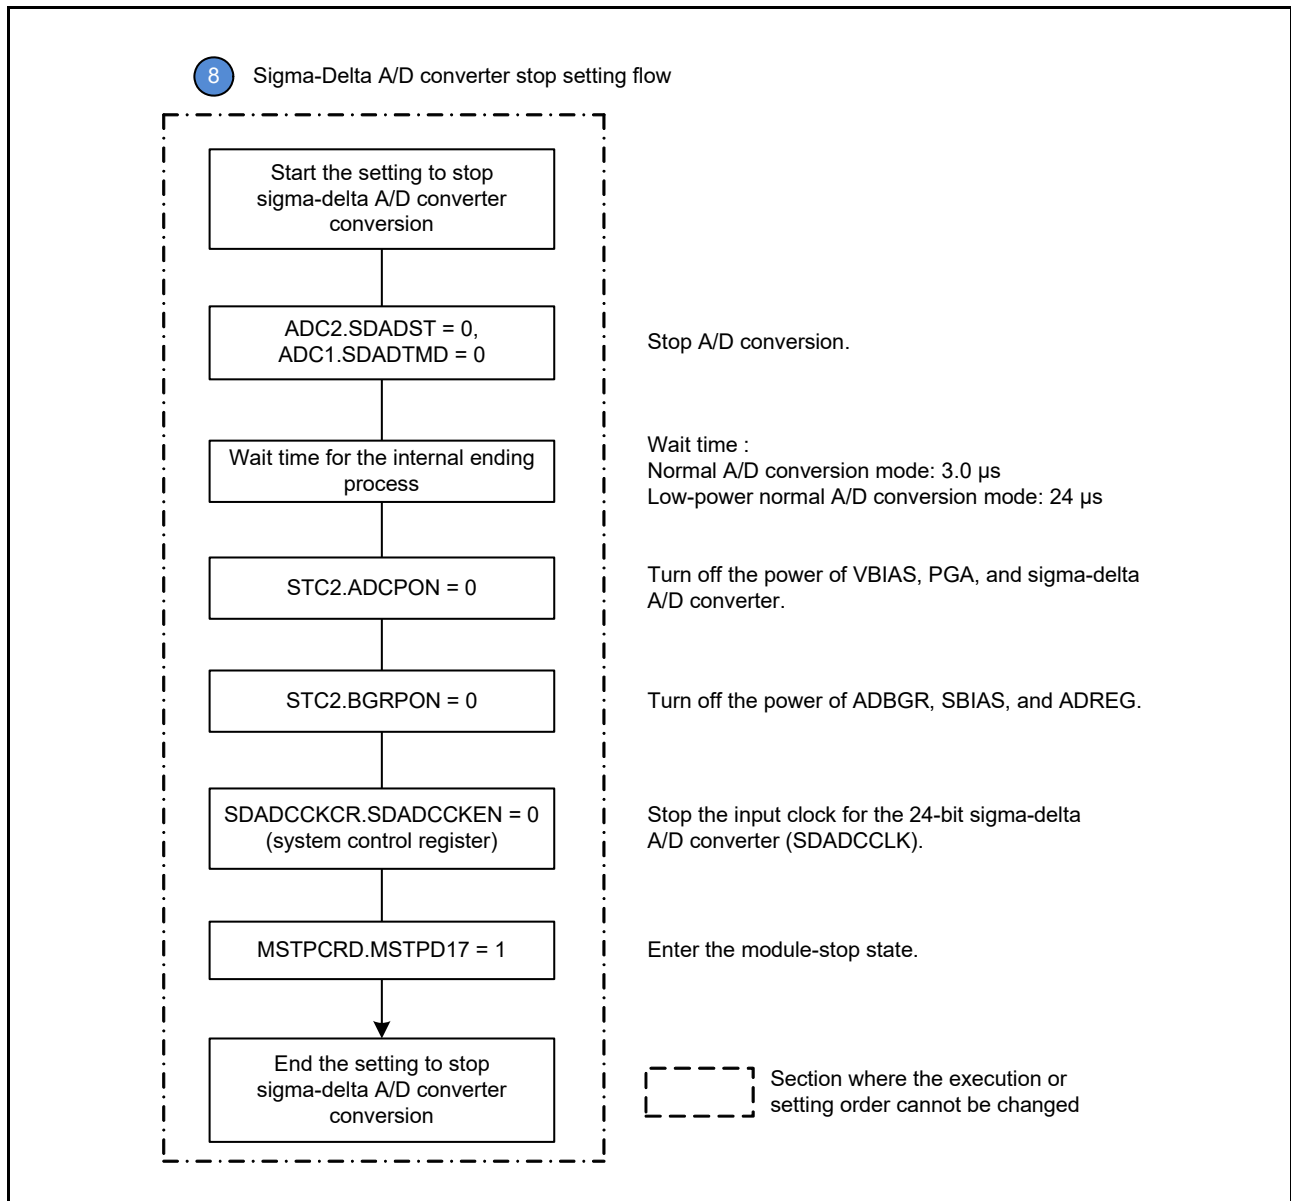 8 Sigma-Delta A/D converter stop setting flow
Start the setting to stop
sigma-delta A/D converter
conversion
ADC2.SDADST = 0,
ADC1.SDADTMD = 0
Stop A/D conversion.
Wait time for the internal ending
process
Wait time :
Normal A/D conversion mode: 3.0 µs
Low-power normal A/D conversion mode: 24 µs
STC2.ADCPON = 0
Turn off the power of VBIAS, PGA, and sigma-delta
A/D converter.
STC2.BGRPON = 0
Turn off the power of ADBGR, SBIAS, and ADREG.
SDADCCKCR.SDADCCKEN = 0
(system control register)
Stop the input clock for the 24-bit sigma-delta
A/D converter (SDADCCLK).
MSTPCRD.MSTPD17 = 1
Enter the module-stop state.
End the setting to stop
sigma-delta A/D converter
conversion
Section where the execution or
setting order cannot be changed